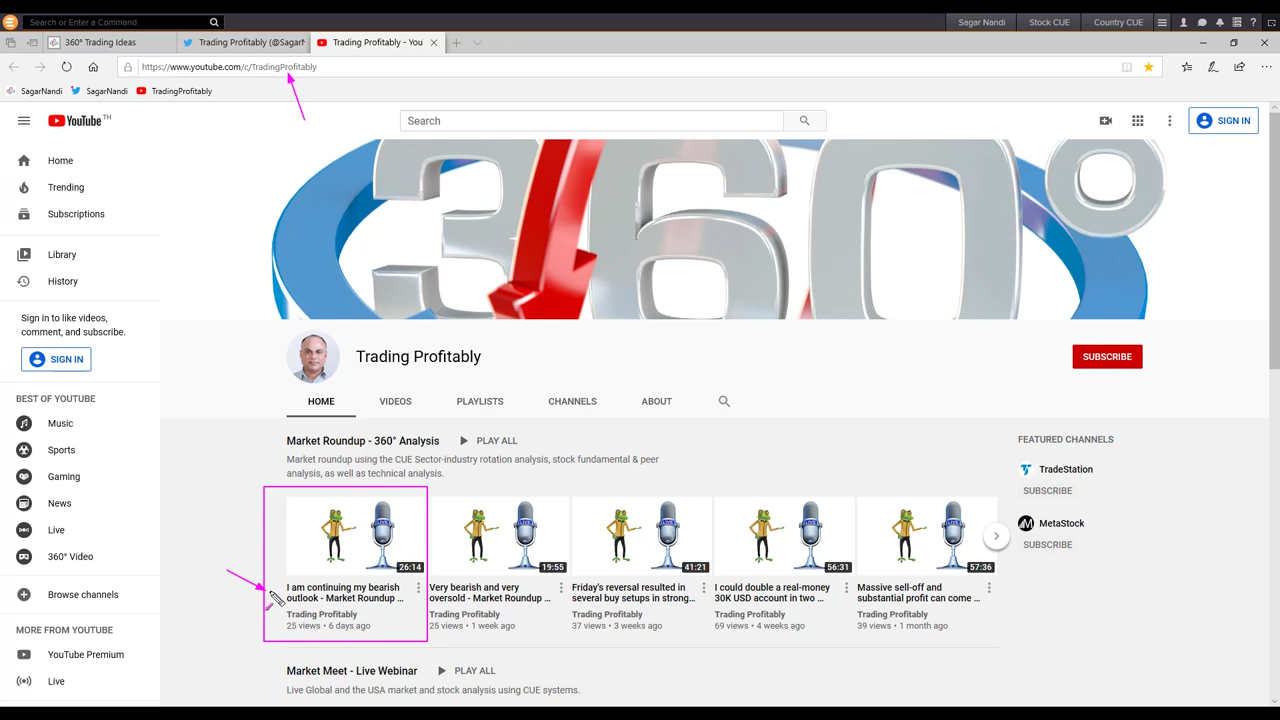 Search or Enter a Command
Sagar Nandi
Stock CUE
Country CUE
360° Trading Ideas
Trading Profitably (@SagarN
Trading Profitably - You
https://www.youtube.com/c/TradingProfitably
SagarNandi
SagarNandi
TradingProfitably
YouTube TH
Search
SIGN IN
Home
Trending
Subscriptions
Library
History
Sign in to like videos,
comment, and subscribe.
SIGN IN
BEST OF YOUTUBE
Music
Sports
Gaming
News
Live
360° Video
Browse channels
MORE FROM YOUTUBE
YouTube Premium
Live
360°
Trading Profitably
SUBSCRIBE
HOME
VIDEOS
PLAYLISTS
CHANNELS
ABOUT
Market Roundup - 360° Analysis
PLAY ALL
Market roundup using the CUE Sector-industry rotation analysis, stock fundamental & peer
analysis, as well as technical analysis.
26:14
I am continuing my bearish
outlook - Market Roundup ...
Trading Profitably
25 views • 6 days ago
19:55
Very bearish and very
oversold - Market Roundup ...
Trading Profitably
25 views • 1 week ago
41:21
Friday's reversal resulted in
several buy setups in strong...
Trading Profitably
37 views • 3 weeks ago
56:31
I could double a real-money
30K USD account in two ...
Trading Profitably
69 views • 4 weeks ago
57:36
Massive sell-off and
substantial profit can come ...
Trading Profitably
39 views • 1 month ago
FEATURED CHANNELS
TradeStation
SUBSCRIBE
MetaStock
SUBSCRIBE
Market Meet - Live Webinar
PLAY ALL
Live Global and the USA market and stock analysis using CUE systems.